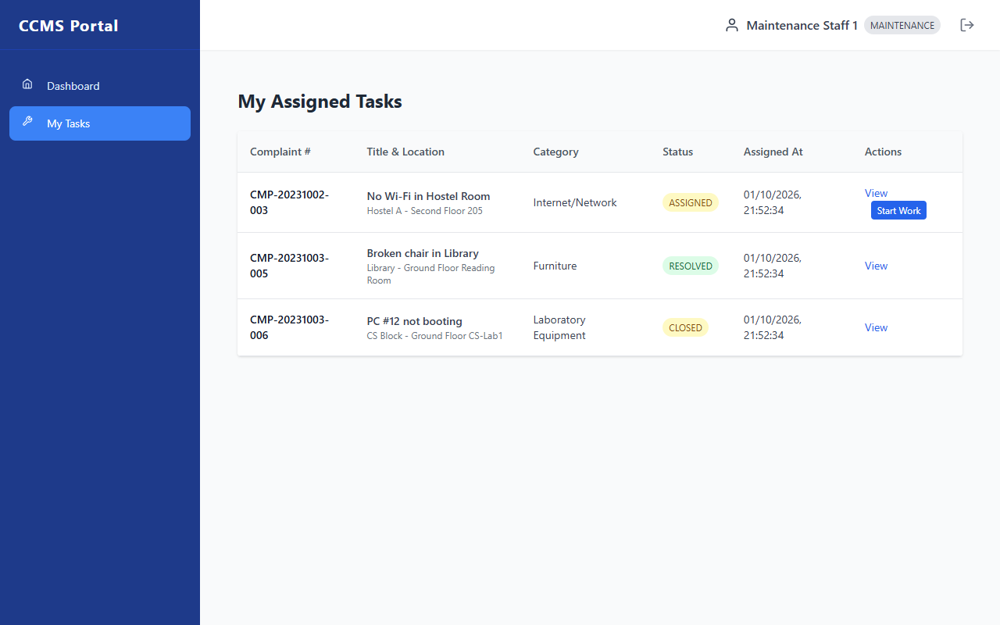 CCMS Portal
Maintenance Staff 1 MAINTENANCE
Dashboard
My Tasks
My Assigned Tasks
Complaint # Title & Location Category Status Assigned At Actions
CMP-20231002-
003
No Wi-Fi in Hostel Room
Hostel A - Second Floor 205
Internet/Network
ASSIGNED
01/10/2026,
21:52:34
View
Start Work
CMP-20231003-
005
Broken chair in Library
Library - Ground Floor Reading
Room
Furniture
RESOLVED
01/10/2026,
21:52:34
View
CMP-20231003-
006
PC #12 not booting
CS Block - Ground Floor CS-Lab1
Laboratory
Equipment
CLOSED
01/10/2026,
21:52:34
View